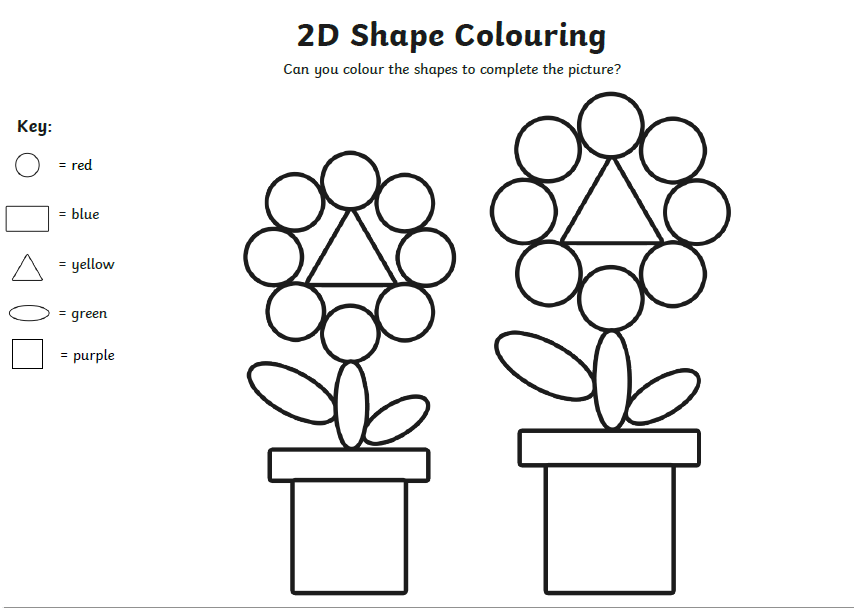 2D Shape Colouring
Can you colour the shapes to complete the picture?
Key:
= red
= blue
= yellow
= green
= purple